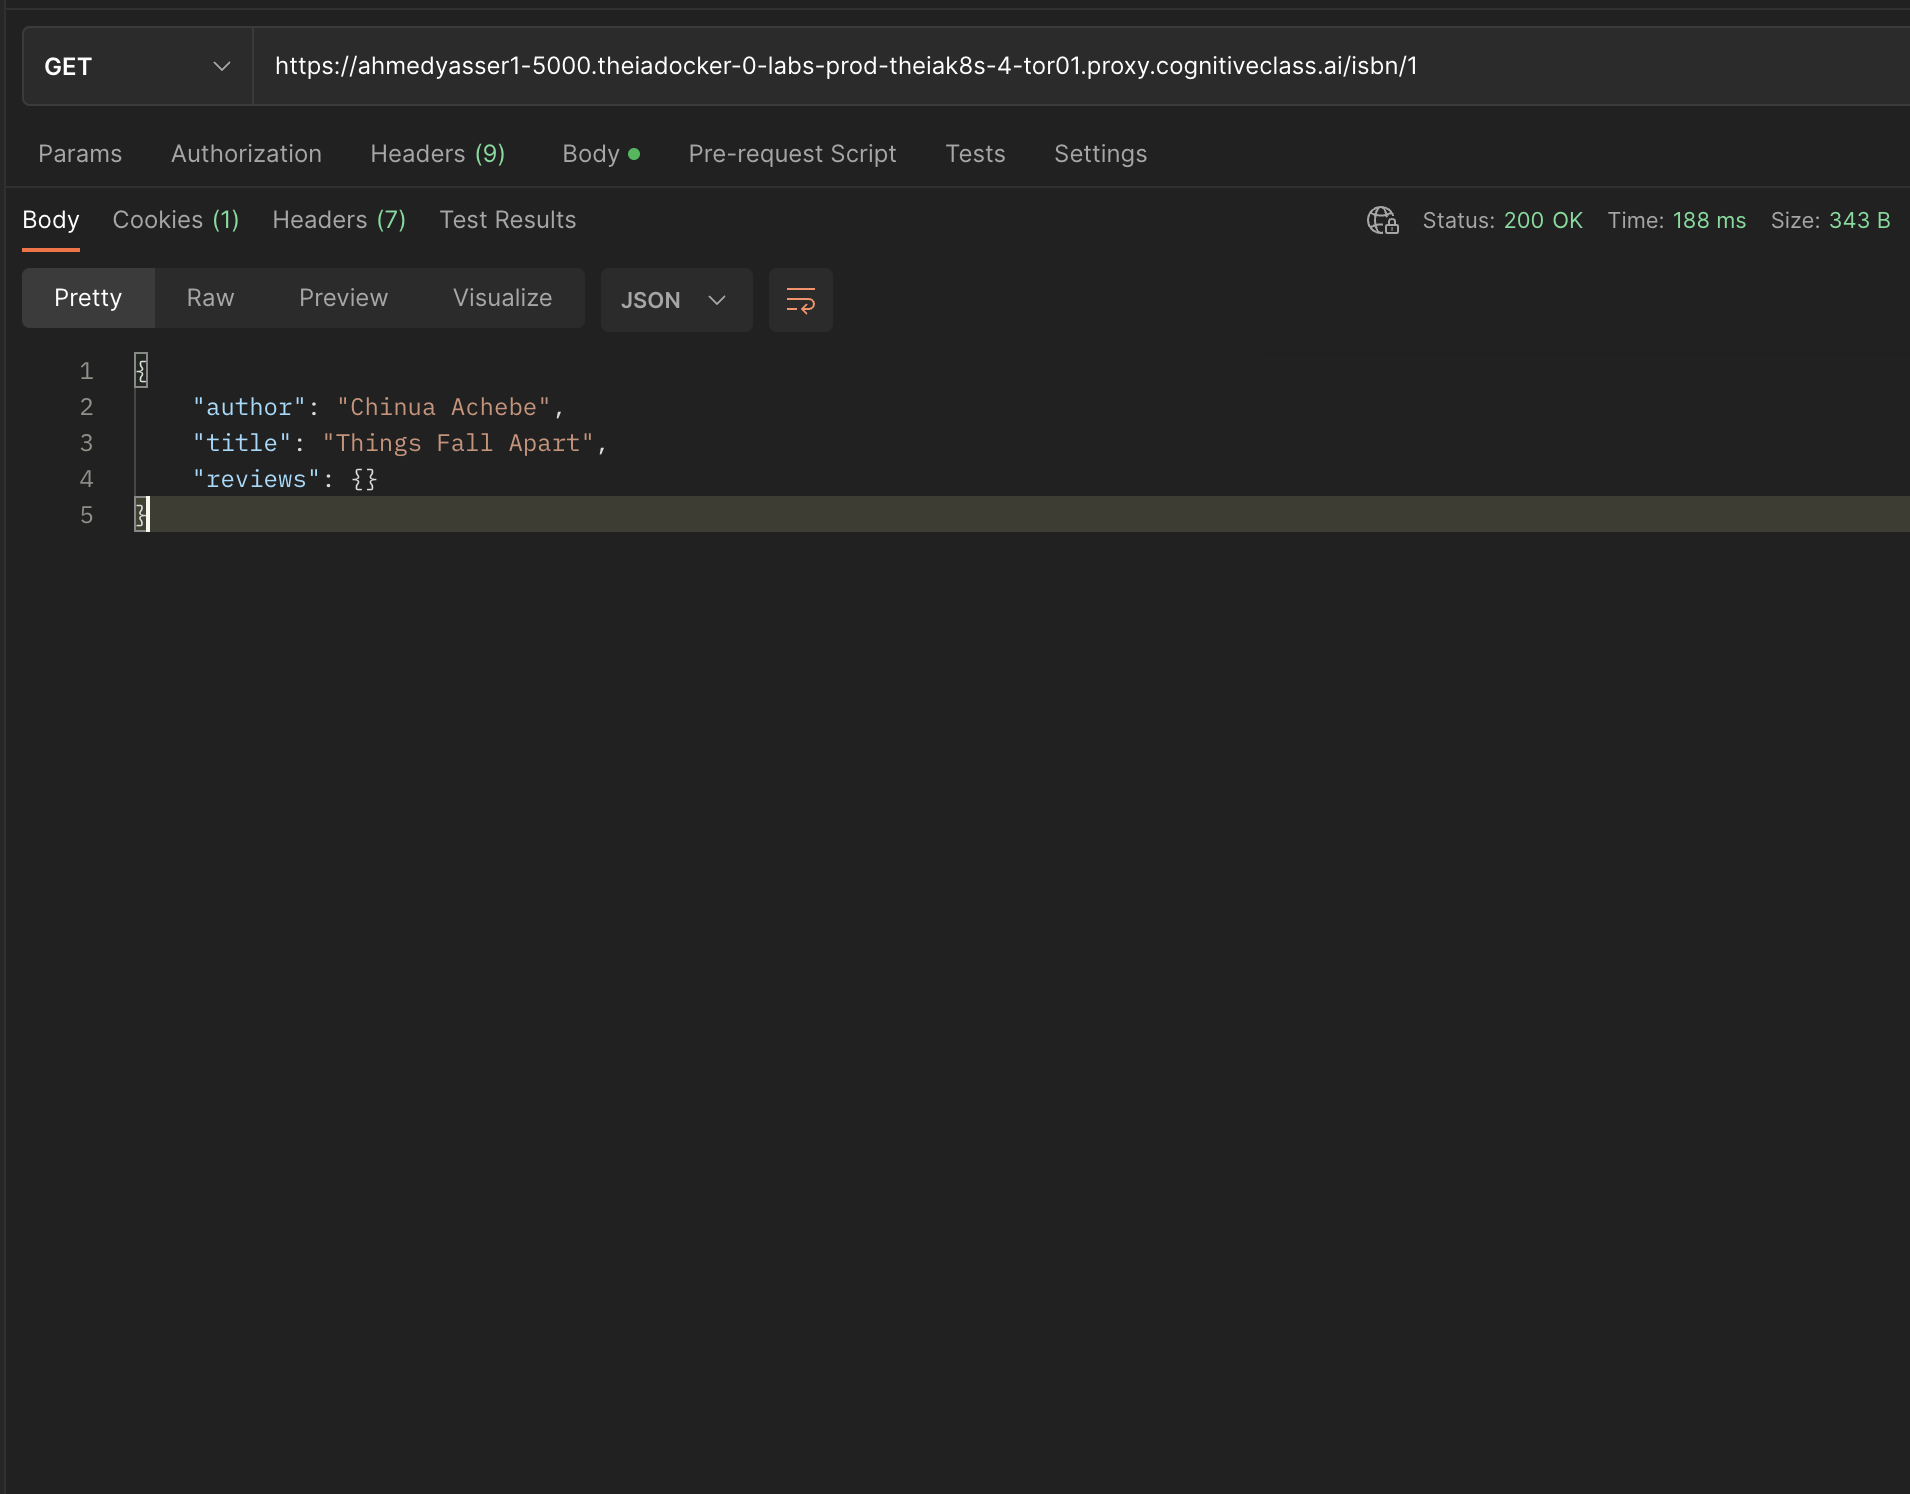 GET https://ahmedyasser1-5000.theiadocker-0-labs-prod-theiak8s-4-tor01.proxy.cognitiveclass.ai/isbn/1
Params Authorization Headers (9) Body Pre-request Script Tests Settings
Body Cookies (1) Headers (7) Test Results Status: 200 OK Time: 188 ms Size: 343 B
Pretty Raw Preview Visualize JSON
1 {
2 "author": "Chinua Achebe",
3 "title": "Things Fall Apart",
4 "reviews": {}
5 }